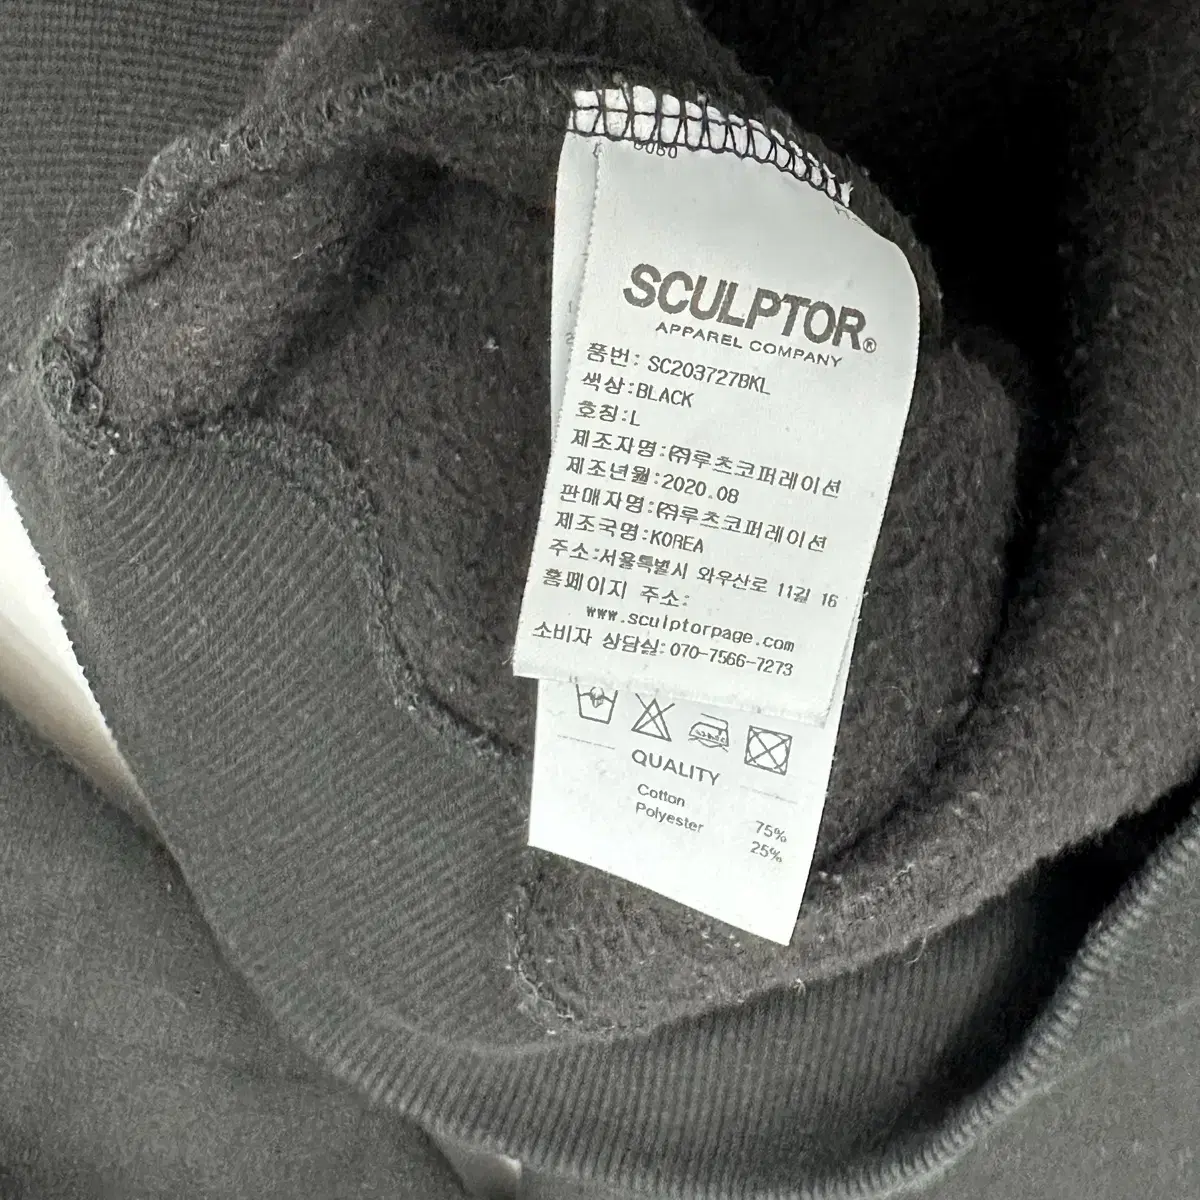 SCULPTOR®
APPAREL COMPANY
품번: SC203727BKL
색상:BLACK
호칭:L
제조자명:㈜루츠코퍼레이션
제조년월:2020.08
판매자명:㈜루츠코퍼레이션
제조국명:KOREA
주소:서울특별시 와우산로 11길 16
홈페이지 주소:
www.sculptorpage.com
소비자 상담실:070-7566-7273
QUALITY
Cotton 75%
Polyester 25%